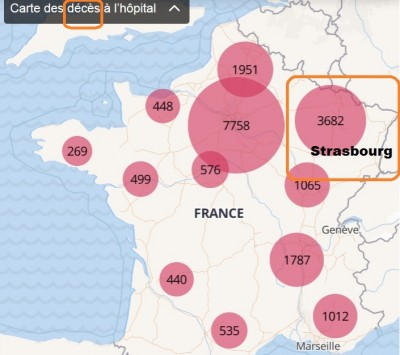 Carte des décès à l'hôpital
1951
448
7758
3682
Strasbourg
269
576
499
1065
FRANCE
Genève
1787
440
1012
535
Marseille